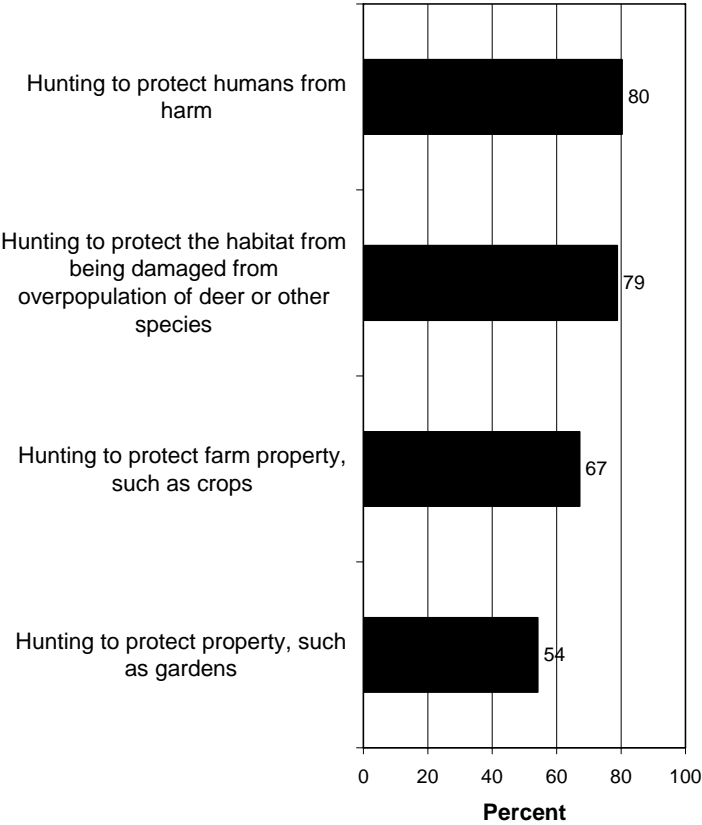 Hunting to protect humans from
harm
80
Hunting to protect the habitat from
being damaged from
overpopulation of deer or other
species
79
Hunting to protect farm property,
such as crops
67
Hunting to protect property, such
as gardens
54
0 20 40 60 80 100
Percent